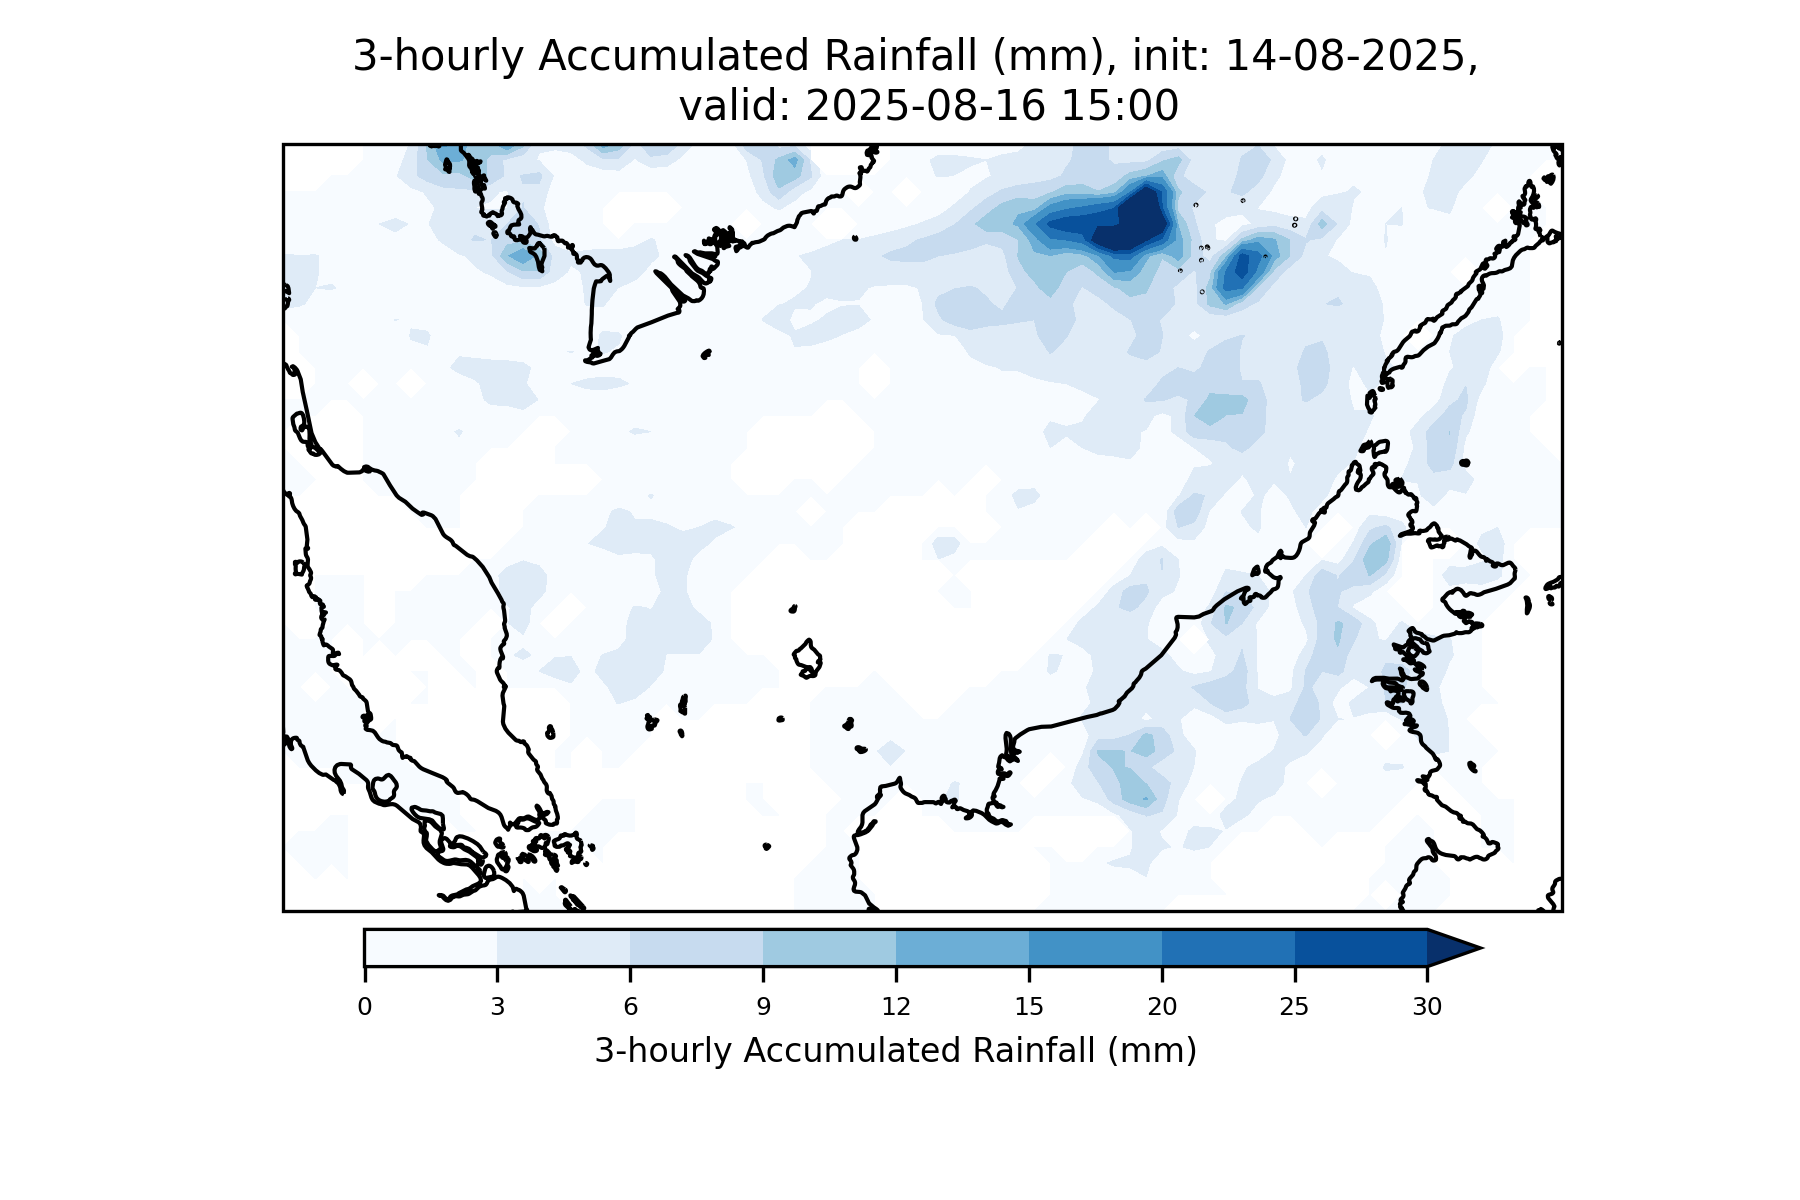 3-hourly Accumulated Rainfall (mm), init: 14-08-2025,
valid: 2025-08-16 15:00
0 3 6 9 12 15 20 25 30
3-hourly Accumulated Rainfall (mm)